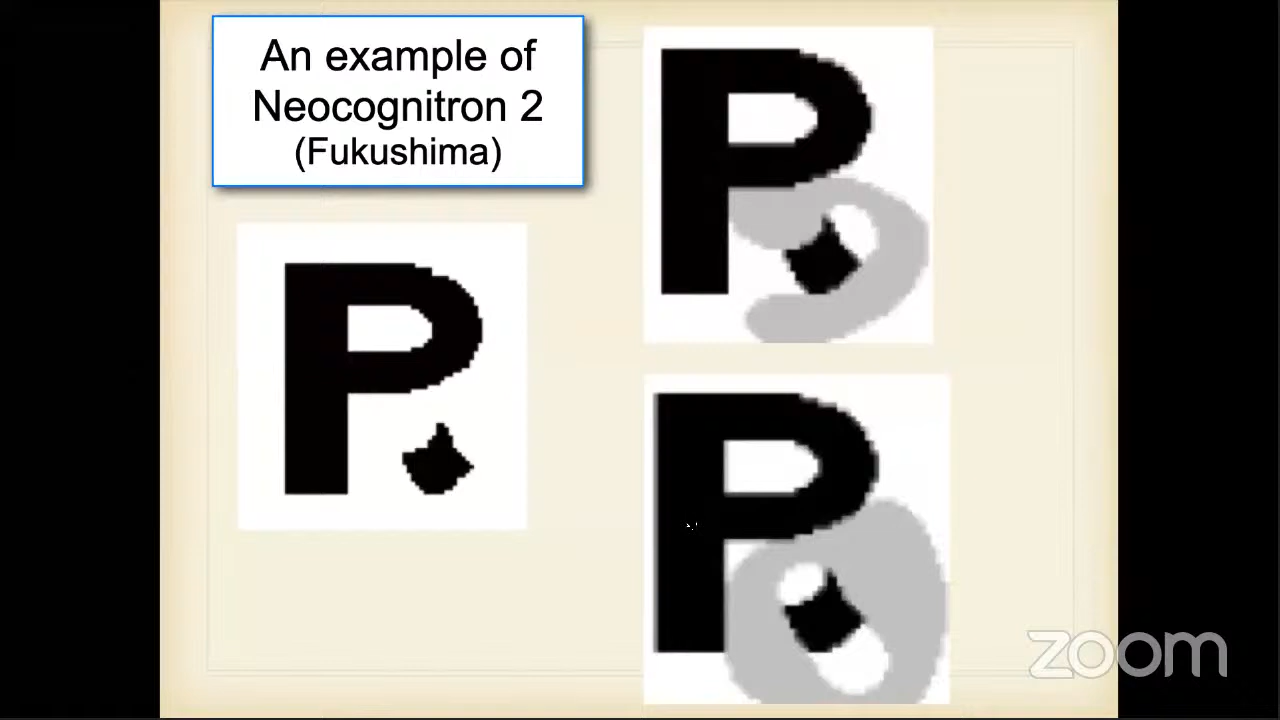 An example of
Neocognitron 2
(Fukushima)
P
P
P
zoom